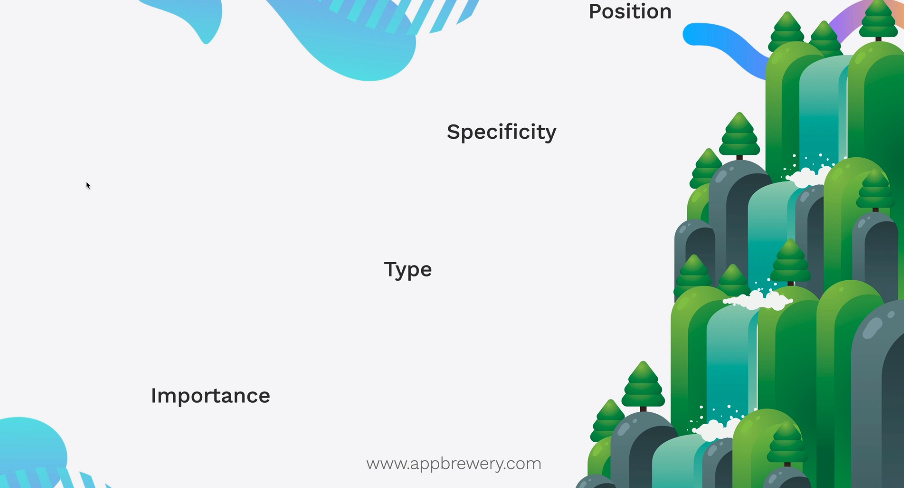 Position
Specificity
Type
Importance
www.appbrewery.com